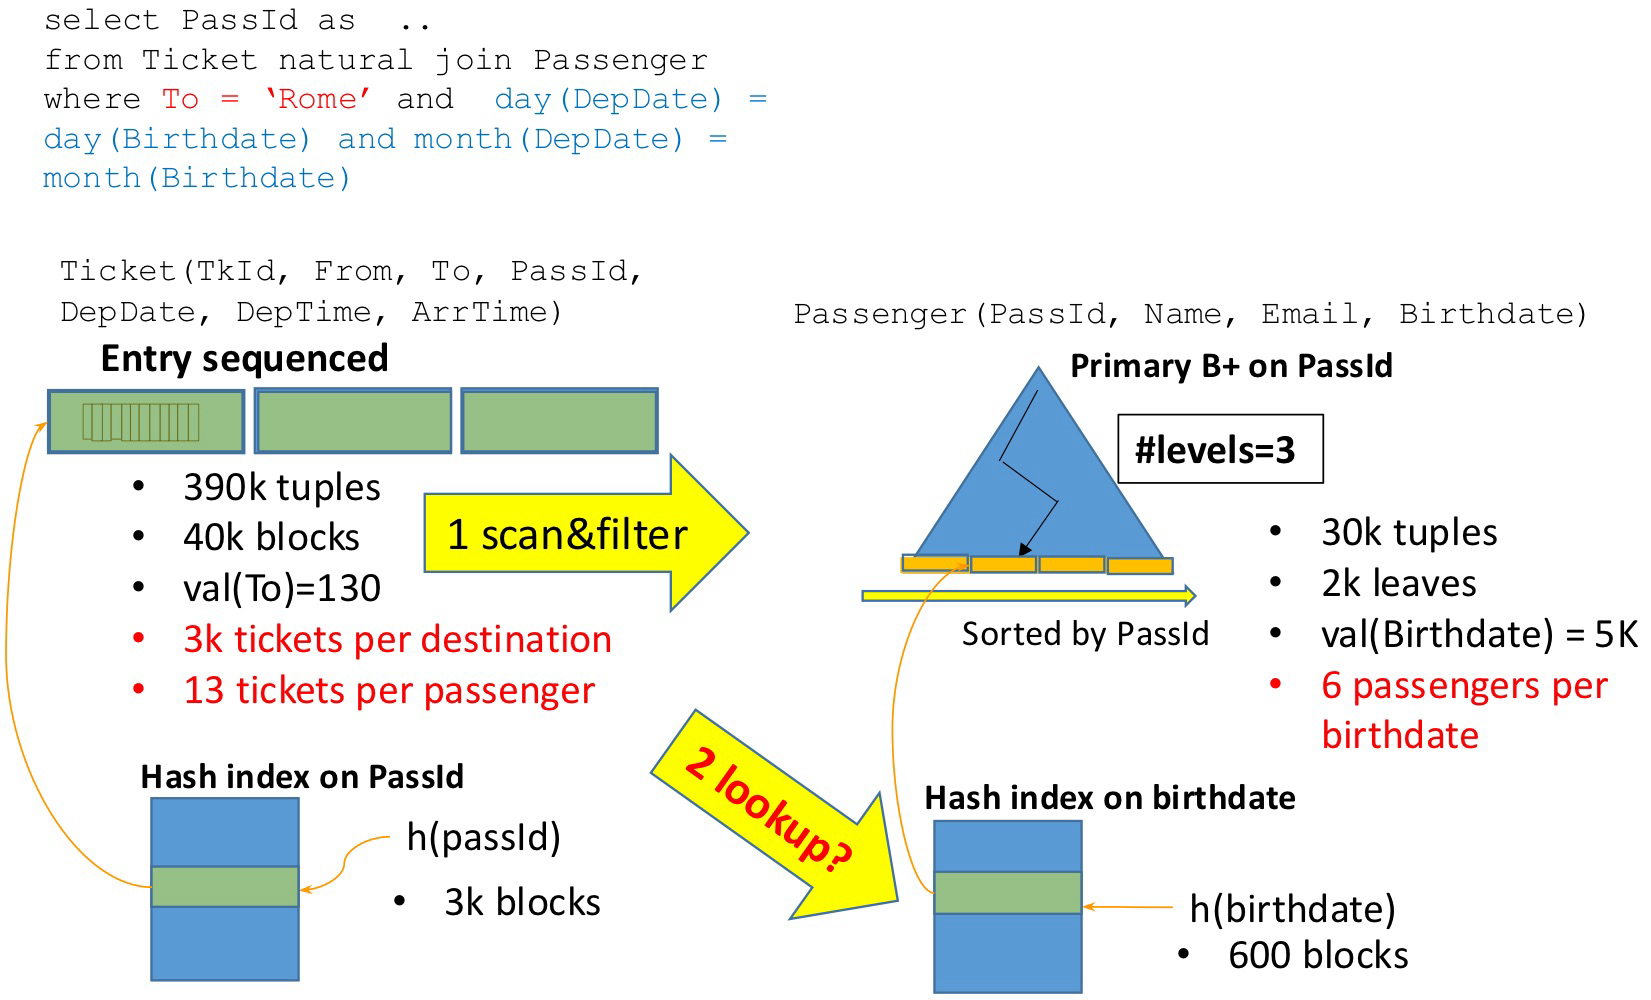 select PassId as  ..
from Ticket natural join Passenger
where To = ‘Rome’ and  day(DepDate) =
day(Birthdate) and month(DepDate) =
month(Birthdate)
Ticket(TkId, From, To, PassId,
DepDate, DepTime, ArrTime)
Entry sequenced
• 390k tuples
• 40k blocks
• val(To)=130
• 3k tickets per destination
• 13 tickets per passenger
1 scan&filter
Passenger(PassId, Name, Email, Birthdate)
Primary B+ on PassId
#levels=3
Sorted by PassId
• 30k tuples
• 2k leaves
• val(Birthdate) = 5K
• 6 passengers per
birthdate
Hash index on PassId
h(passId)
• 3k blocks
2 lookup?
Hash index on birthdate
h(birthdate)
• 600 blocks